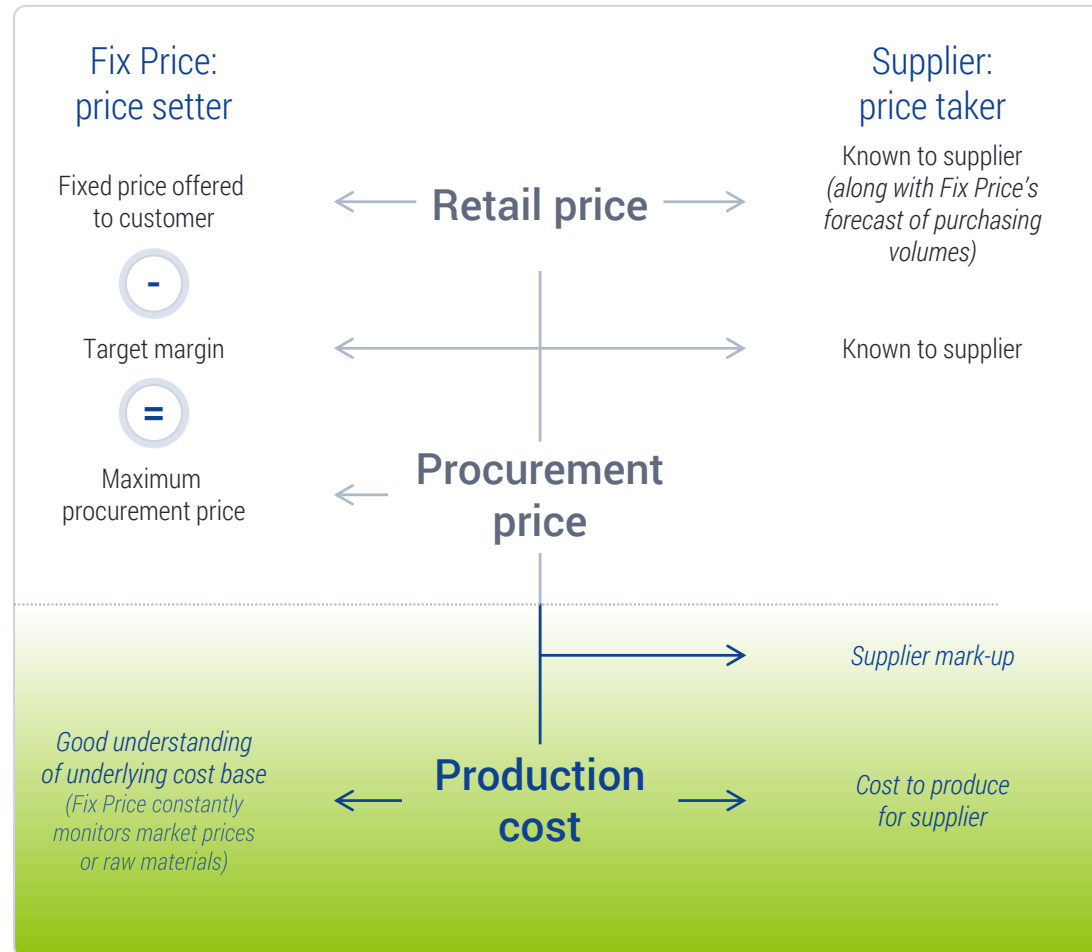 Fix Price:
price setter
Supplier:
price taker
Fixed price offered
to customer
Retail price
Known to supplier
(along with Fix Price's
forecast of purchasing
volumes)
-
Target margin
Known to supplier
=
Maximum
procurement price
Procurement
price
Supplier mark-up
Good understanding
of underlying cost base
(Fix Price constantly
monitors market prices
or raw materials)
Production
cost
Cost to produce
for supplier